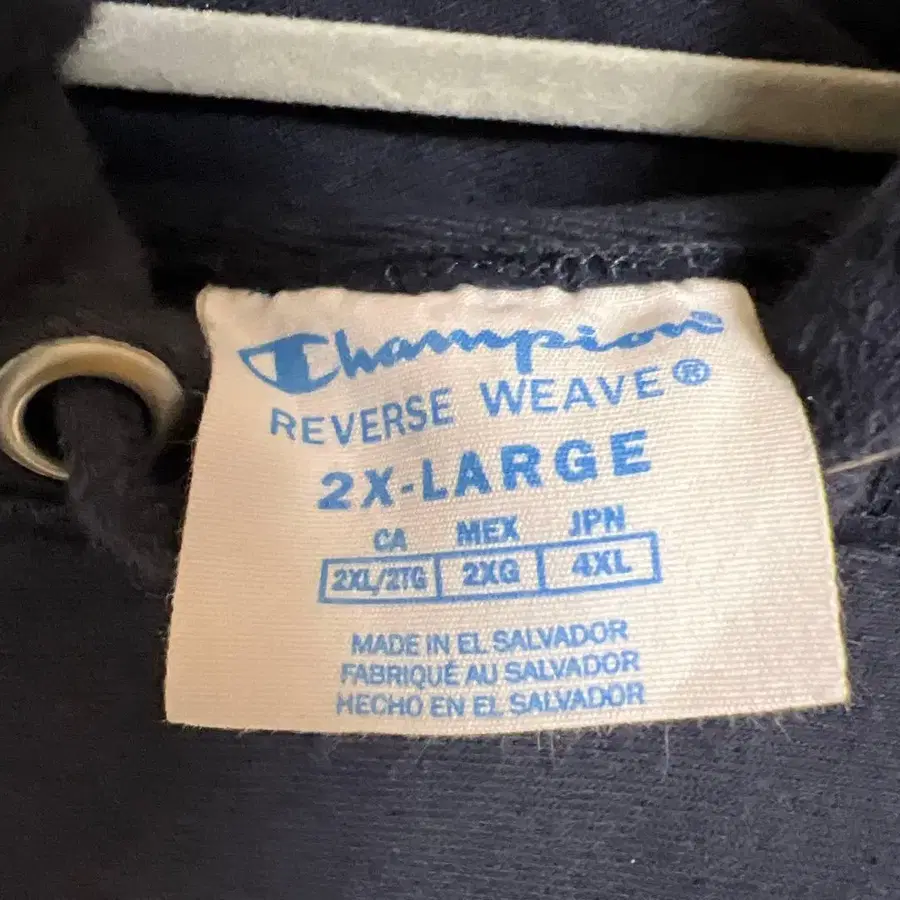 Champion®
REVERSE WEAVE®
2X-LARGE
CA MEX JPN
2XL/2TG 2XG 4XL
MADE IN EL SALVADOR
FABRIQUÉ AU SALVADOR
HECHO EN EL SALVADOR